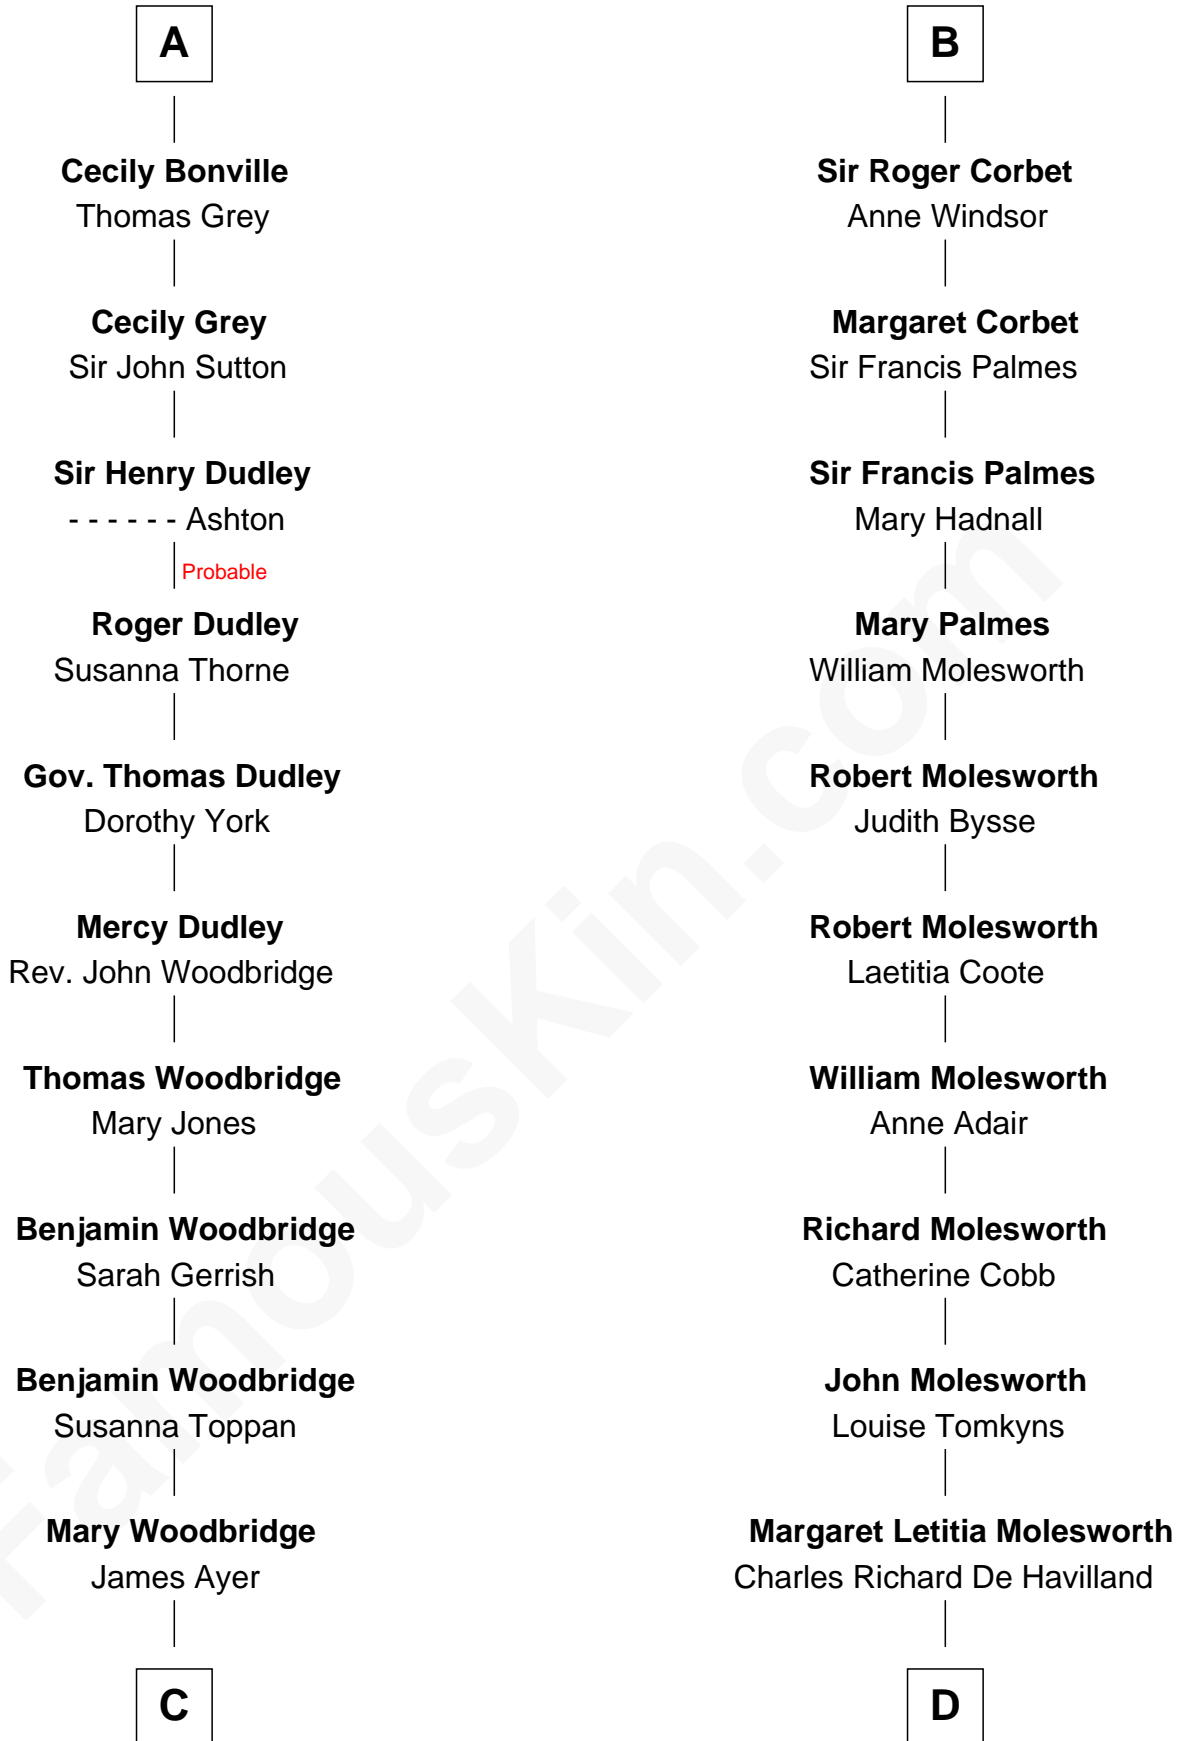 A
Cecily Bonville
Thomas Grey
Cecily Grey
Sir John Sutton
Sir Henry Dudley
- - - - - - Ashton
Probable
Roger Dudley
Susanna Thorne
Gov. Thomas Dudley
Dorothy York
Mercy Dudley
Rev. John Woodbridge
Thomas Woodbridge
Mary Jones
Benjamin Woodbridge
Sarah Gerrish
Benjamin Woodbridge
Susanna Toppan
Mary Woodbridge
James Ayer
C
B
Sir Roger Corbet
Anne Windsor
Margaret Corbet
Sir Francis Palmes
Sir Francis Palmes
Mary Hadnall
Mary Palmes
William Molesworth
Robert Molesworth
Judith Bysse
Robert Molesworth
Laetitia Coote
William Molesworth
Anne Adair
Richard Molesworth
Catherine Cobb
John Molesworth
Louise Tomkyns
Margaret Letitia Molesworth
Charles Richard De Havilland
D
FamousKin.com